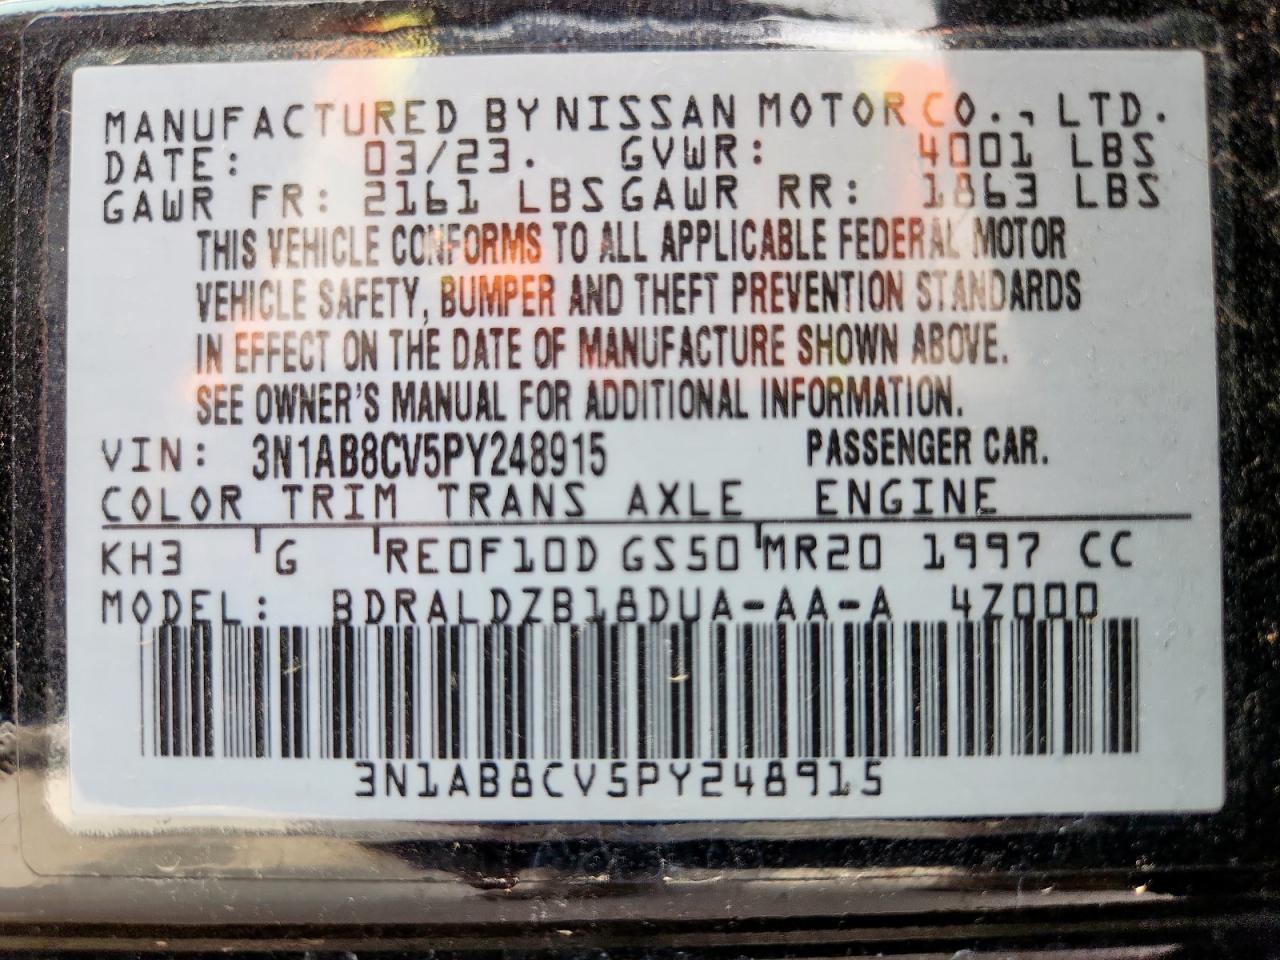 MANUFACTURED BY NISSAN MOTOR CO., LTD.
DATE: 03/23. GVWR: 4001 LBS
GAWR FR: 2161 LBS GAWR RR: 1863 LBS
THIS VEHICLE CONFORMS TO ALL APPLICABLE FEDERAL MOTOR
VEHICLE SAFETY, BUMPER AND THEFT PREVENTION STANDARDS
IN EFFECT ON THE DATE OF MANUFACTURE SHOWN ABOVE.
SEE OWNER'S MANUAL FOR ADDITIONAL INFORMATION.
VIN: 3N1AB8CV5PY248915 PASSENGER CAR.
COLOR TRIM TRANS AXLE ENGINE
KH3 G RE0F10D GS50 MR20 1997 CC
MODEL: BDRALDZB18DUA-AA-A 4Z000
3N1AB8CV5PY248915